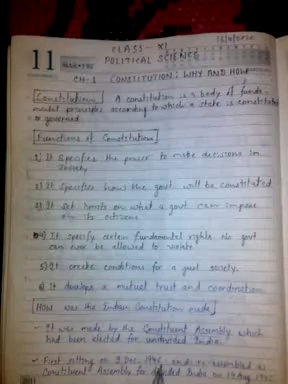 CLASS - XI
11 POLITICAL SCIENCE
CH: 1 CONSTITUTION: WHY AND HOW
Constitution A constitution is a body of funda-
mental principles according to which a state is constituted
or governed
Functions of Constitution
1) It specifies the power to make decisions in
society
2) It specifies how the govt will be constituted
3) It set limits on what a govt can impose
on its citizens
4) It specify certain fundamental rights. No govt
can ever be allowed to violate
5) It create conditions for a just society.
6) It develops a mutual trust and coordination
How was the Indian Constitution made
- It was made by the Constituent Assembly which
had been elected for undivided India.
- First sitting on 9 Dec, 1946 and re assembled as
Constituent Assembly for divided India on 14 Aug 1947